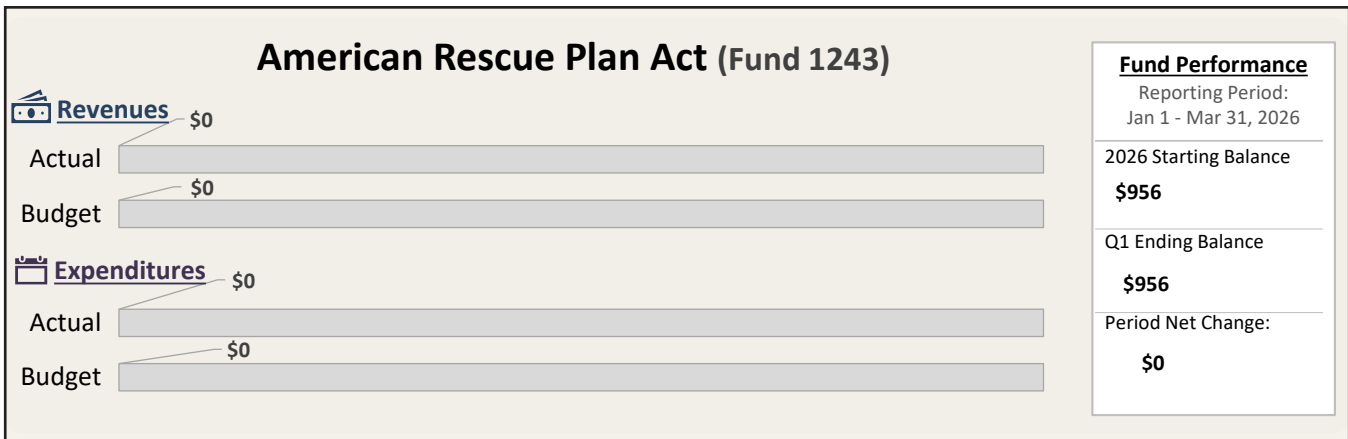 American Rescue Plan Act (Fund 1243)
Revenues
$0
Actual
$0
Budget
Expenditures
$0
Actual
$0
Budget
Fund Performance
Reporting Period:
Jan 1 - Mar 31, 2026
2026 Starting Balance
$956
Q1 Ending Balance
$956
Period Net Change:
$0